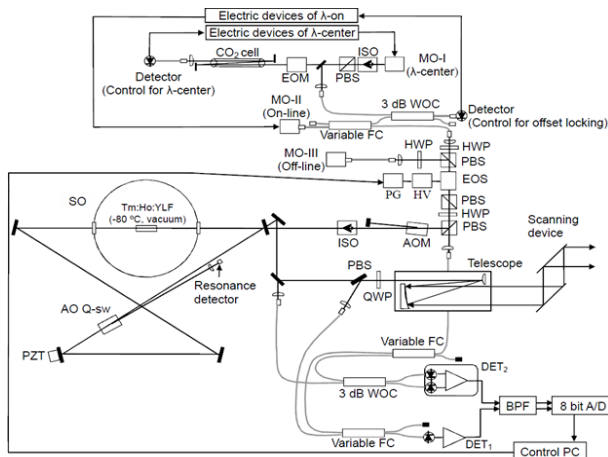 Electric devices of λ-on
Electric devices of λ-center
CO2 cell
ISO
MO-I
(λ-center)
Detector
(Control for
λ-center)
EOM
PBS
MO-II
(On-line)
3 dB WOC
Detector
(Control for offset locking)
Variable FC
HWP
HWP
MO-III
(Off-line)
PBS
EOS
PG
HV
SO
Tm:Ho:YLF
(-80 ºC, vacuum)
PBS
HWP
PBS
ISO
AOM
Scanning
device
PBS
Telescope
QWP
Resonance
detector
AO Q-sw
PZT
Variable FC
DET2
3 dB WOC
BPF
8 bit A/D
Variable FC
DET1
Control PC